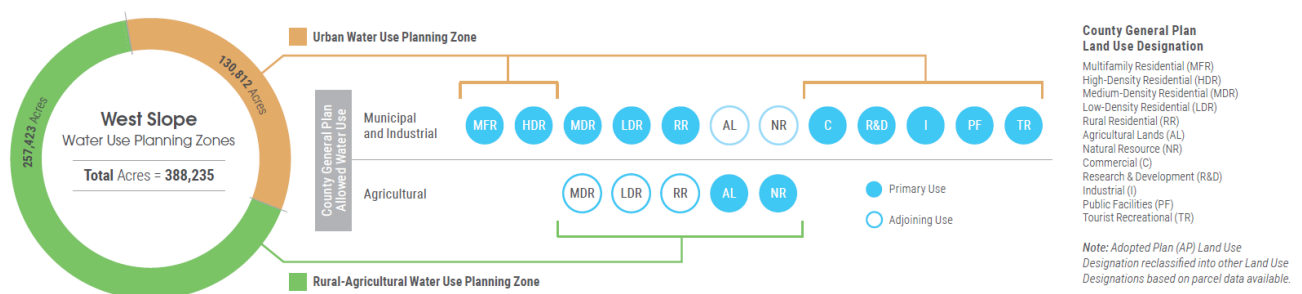 257,423 Acres
130,812 Acres
West Slope
Water Use Planning Zones
Total Acres = 388,235
Urban Water Use Planning Zone
County General Plan
Allowed Water Use
Municipal
and Industrial
MFR HDR MDR LDR RR AL NR C R&D I PF TR
Agricultural
MDR LDR RR AL NR
Primary Use
Adjoining Use
Rural-Agricultural Water Use Planning Zone
County General Plan
Land Use Designation
Multifamily Residential (MFR)
High-Density Residential (HDR)
Medium-Density Residential (MDR)
Low-Density Residential (LDR)
Rural Residential (RR)
Agricultural Lands (AL)
Natural Resource (NR)
Commercial (C)
Research & Development (R&D)
Industrial (I)
Public Facilities (PF)
Tourist Recreational (TR)
Note: Adopted Plan (AP) Land Use
Designation reclassified into other Land Use
Designations based on parcel data available.